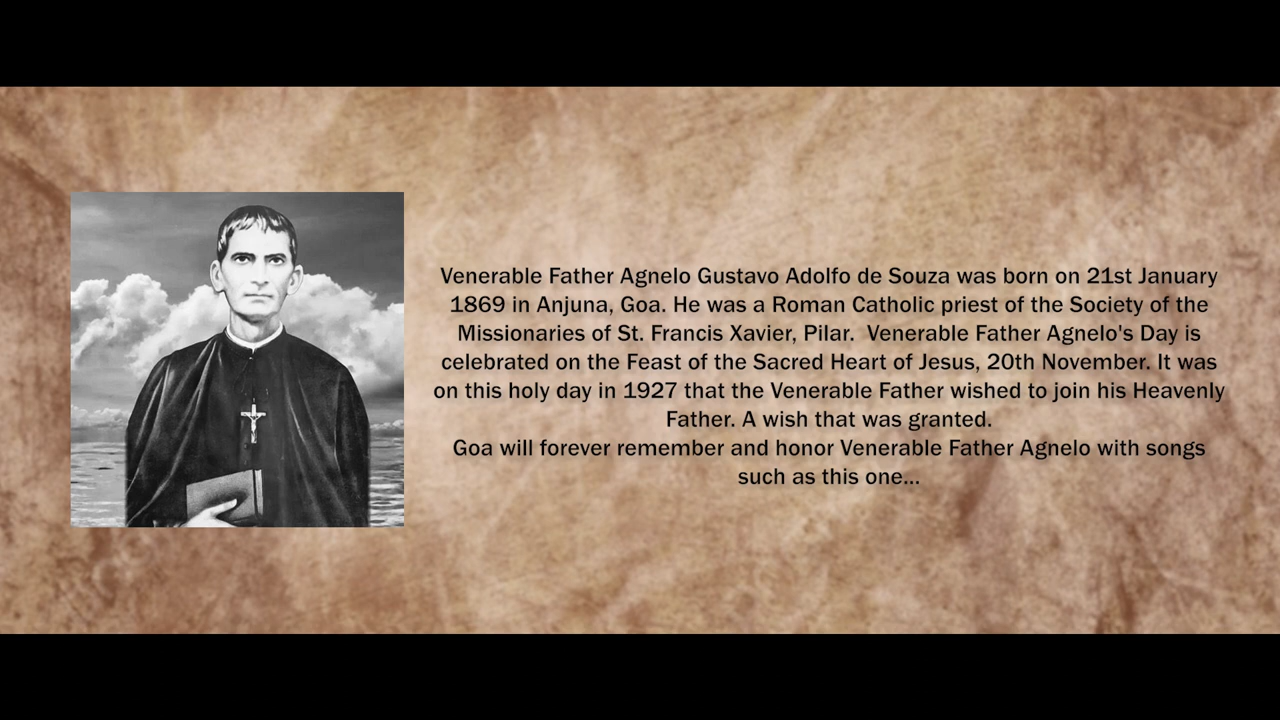 Venerable Father Agnelo Gustavo Adolfo de Souza was born on 21st January
1869 in Anjuna, Goa. He was a Roman Catholic priest of the Society of the
Missionaries of St. Francis Xavier, Pilar.  Venerable Father Agnelo's Day is
celebrated on the Feast of the Sacred Heart of Jesus, 20th November. It was
on this holy day in 1927 that the Venerable Father wished to join his Heavenly
Father. A wish that was granted.
Goa will forever remember and honor Venerable Father Agnelo with songs
such as this one...